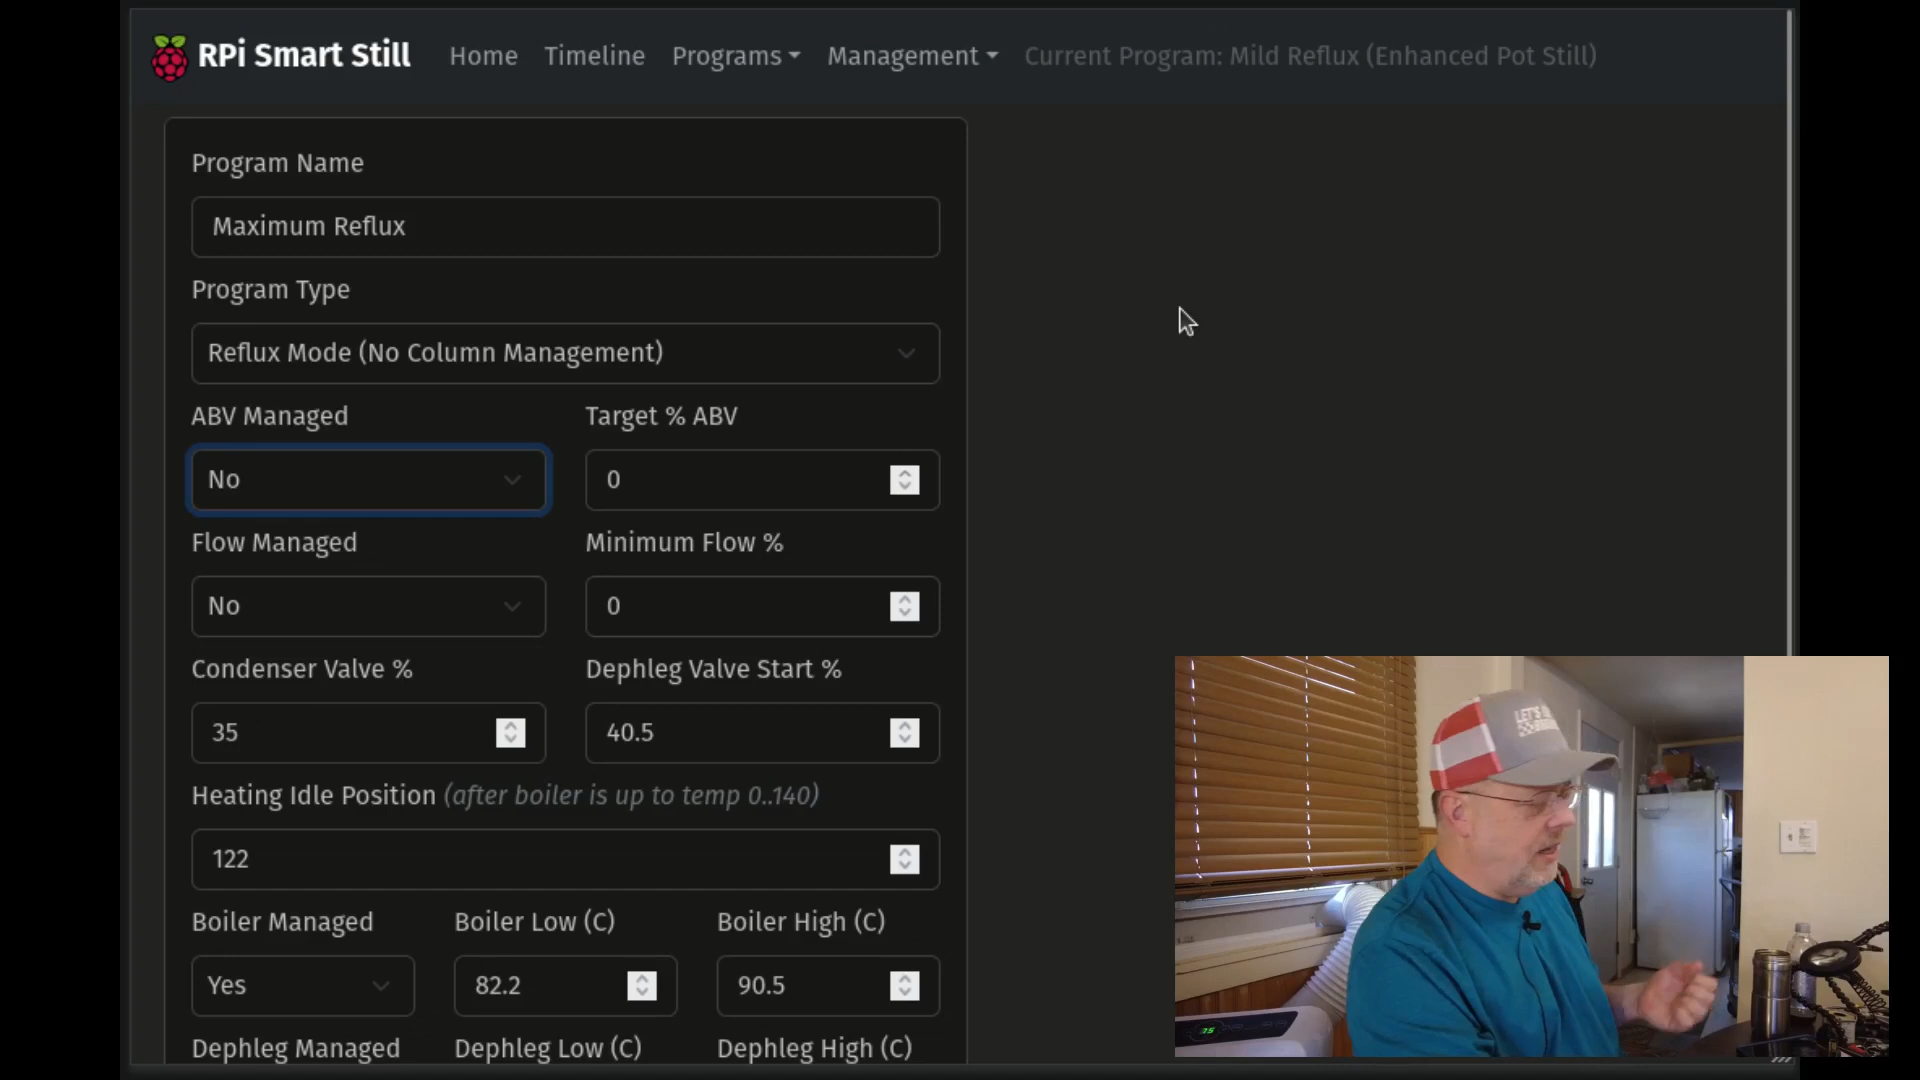 RPi Smart Still Home Timeline Programs Management Current Program: Mild Reflux (Enhanced Pot Still)
Program Name
Maximum Reflux
Program Type
Reflux Mode (No Column Management)
ABV Managed Target % ABV
No 0
Flow Managed Minimum Flow %
No 0
Condenser Valve % Dephleg Valve Start %
35 40.5
Heating Idle Position (after boiler is up to temp 0..140)
122
Boiler Managed Boiler Low (C) Boiler High (C)
Yes 82.2 90.5
Dephleg Managed Dephleg Low (C) Dephleg High (C)
LET'S
75